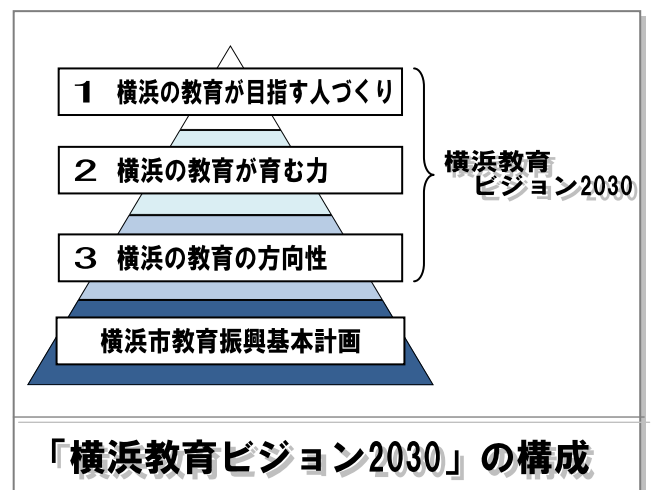 1 横浜の教育が目指す人づくり
2 横浜の教育が育む力
3 横浜の教育の方向性
横浜市教育振興基本計画
横浜教育
ビジョン2030
「横浜教育ビジョン2030」の構成